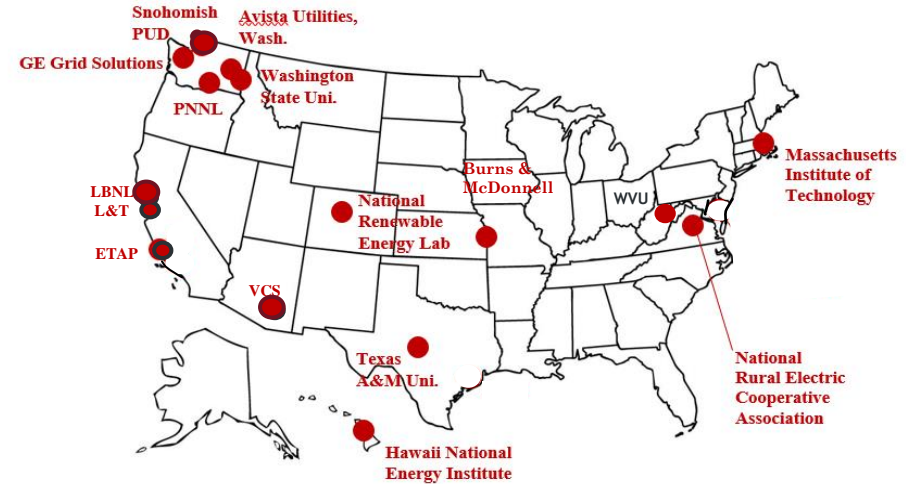 Snohomish
PUD
Avista Utilities,
Wash.
GE Grid Solutions
Washington
State Uni.
PNNL
Massachusetts
Institute of
Technology
Burns &
McDonnell
LBNL
L&T
National
Renewable
Energy Lab
WVU
ETAP
VCS
Texas
A&M Uni.
National
Rural Electric
Cooperative
Association
Hawaii National
Energy Institute